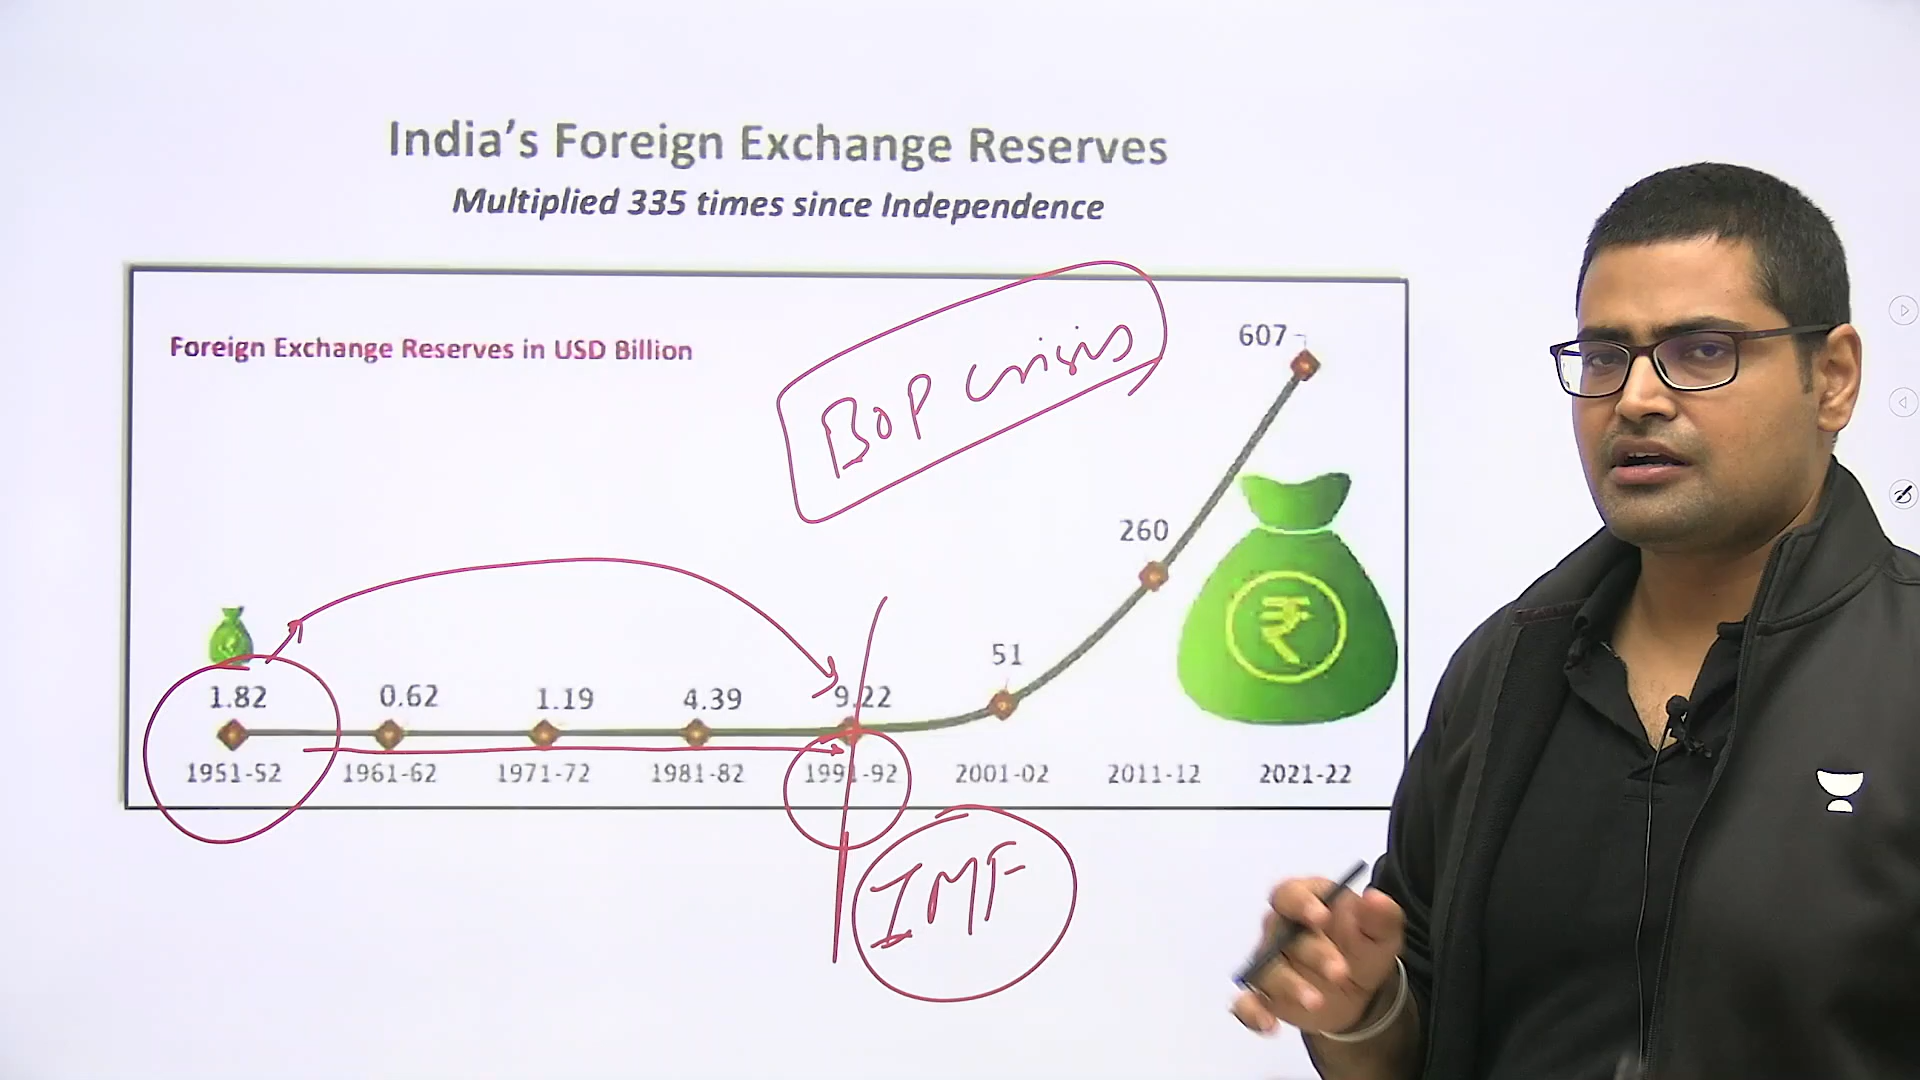 India's Foreign Exchange Reserves
Multiplied 335 times since Independence
Foreign Exchange Reserves in USD Billion
BOP crisis
607
260
51
1.82 0.62 1.19 4.39 9.22
1951-52 1961-62 1971-72 1981-82 1991-92 2001-02 2011-12 2021-22
IMF